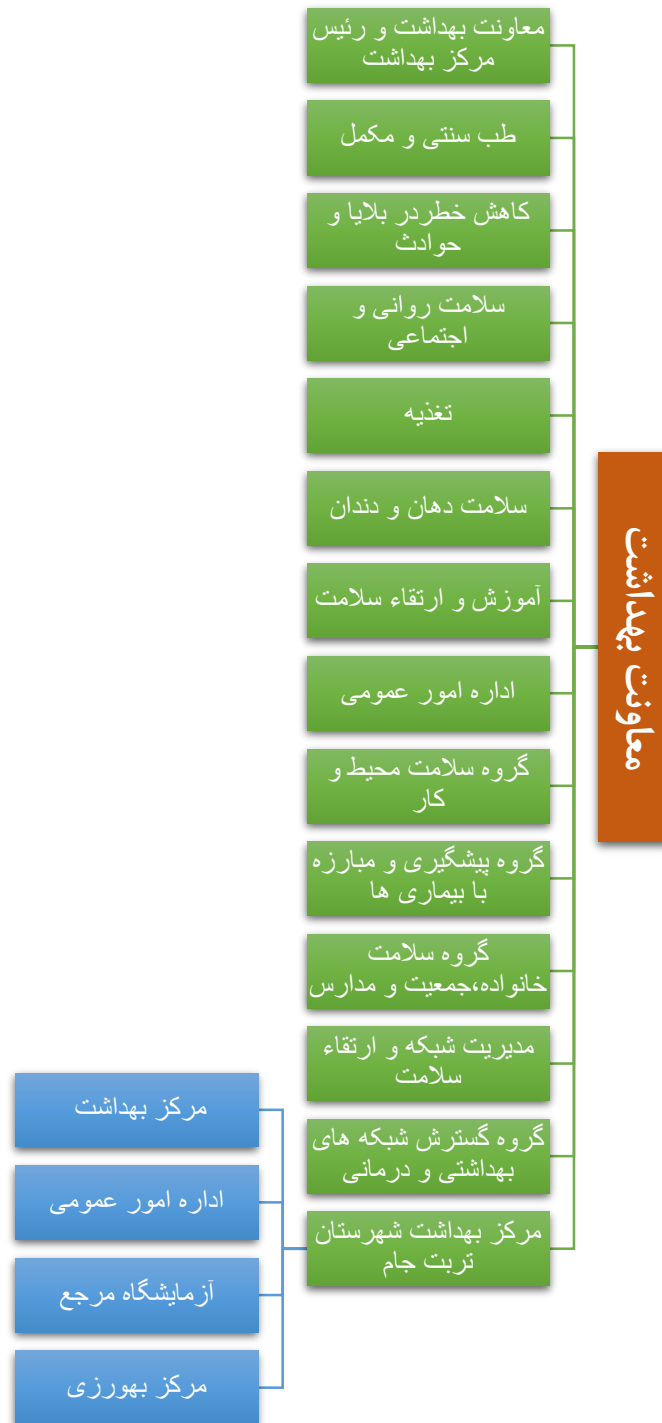 معاونت بهداشت
معاونت بهداشت و رئیس
مرکز بهداشت
طب سنتی و مکمل
کاهش خطردر بلایا و
حوادث
سلامت روانی و
اجتماعی
تغذیه
سلامت دهان و دندان
آموزش و ارتقاء سلامت
اداره امور عمومی
گروه سلامت محیط و
کار
گروه پیشگیری و مبارزه
با بیماری ها
گروه سلامت
خانواده،جمعیت و مدارس
مدیریت شبکه و ارتقاء
سلامت
گروه گسترش شبکه های
بهداشتی و درمانی
مرکز بهداشت شهرستان
تربت جام
مرکز بهداشت
اداره امور عمومی
آزمایشگاه مرجع
مرکز بهورزی